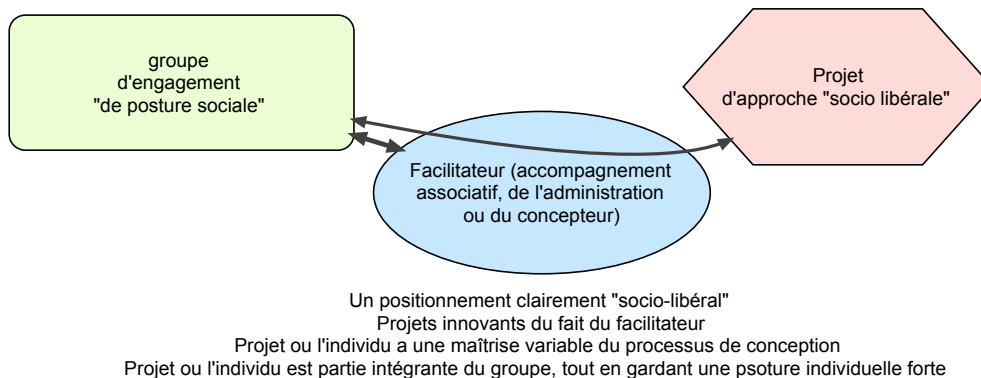 groupe
d'engagement
"de posture sociale"
Projet
d'approche "socio libérale"
Facilitateur (accompagnement
associatif, de l'administration
ou du concepteur)
Un positionnement clairement "socio-libéral"
Projets innovants du fait du facilitateur
Projet ou l'individu a une maîtrise variable du processus de conception
Projet ou l'individu est partie intégrante du groupe, tout en gardant une psoture individuelle forte